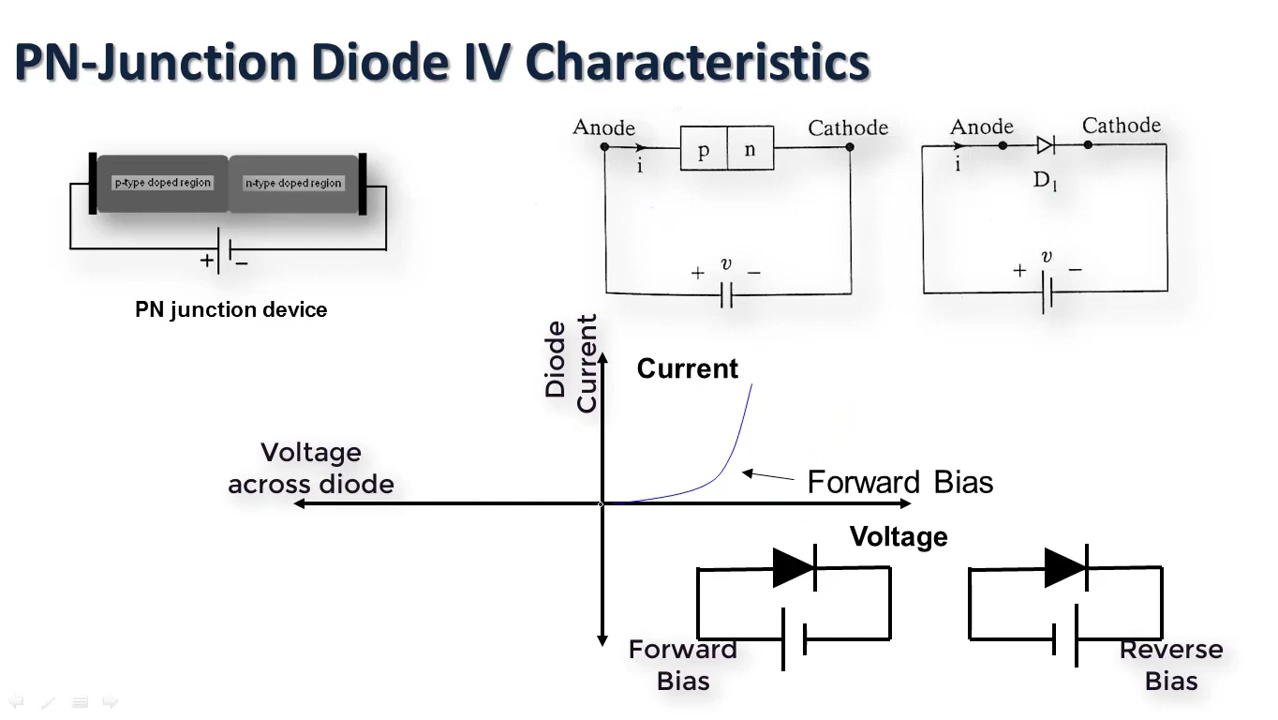 PN-Junction Diode IV Characteristics
p-type doped region
n-type doped region
+ −
PN junction device
Anode
Cathode
p
n
i
v
+ −
Anode
Cathode
i
D1
v
+ −
Diode
Current
Current
Voltage
across diode
Forward Bias
Voltage
Forward
Bias
Reverse
Bias